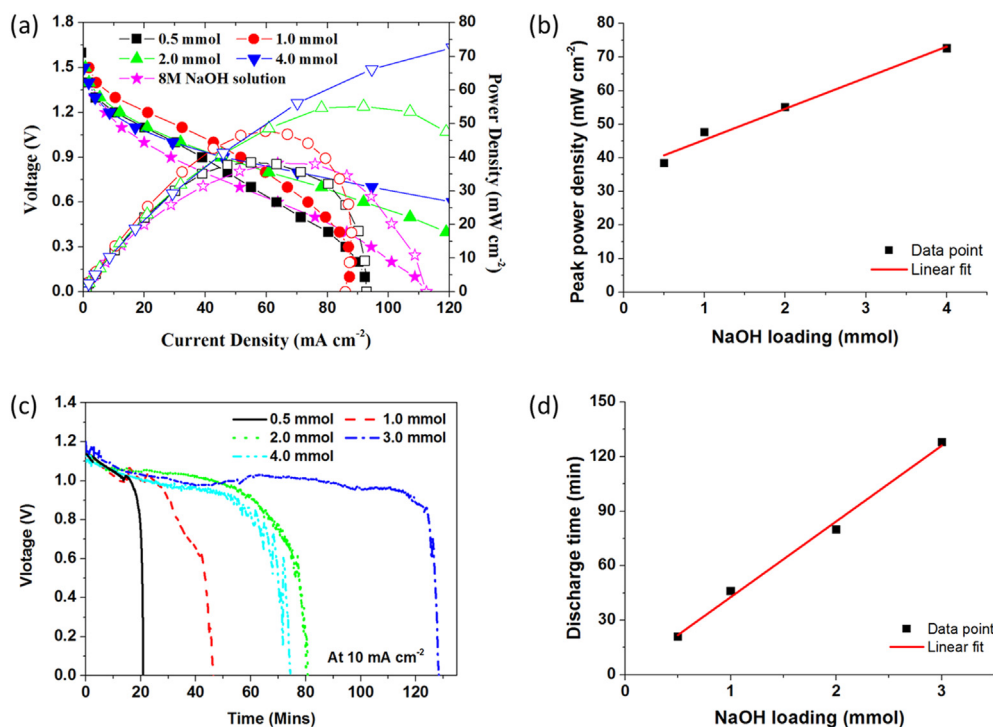 (a)
1.8
1.5
1.2
0.9
0.6
0.3
0.0
Voltage (V)
0.5 mmol 1.0 mmol
2.0 mmol 4.0 mmol
8M NaOH solution
80
70
60
50
40
30
20
10
0
Power Density (mW cm-2)
0 20 40 60 80 100 120
Current Density (mA cm-2)
(b)
80
70
60
50
40
30
20
10
0
Peak power density (mW cm-2)
Data point
Linear fit
0 1 2 3 4
NaOH loading (mmol)
(c)
1.4
1.2
1.0
0.8
0.6
0.4
0.2
0.0
Vlotage (V)
0.5 mmol 1.0 mmol
2.0 mmol 3.0 mmol
4.0 mmol
At 10 mA cm-2
0 20 40 60 80 100 120
Time (Mins)
(d)
150
120
90
60
30
0
Discharge time (min)
Data point
Linear fit
0 1 2 3
NaOH loading (mmol)